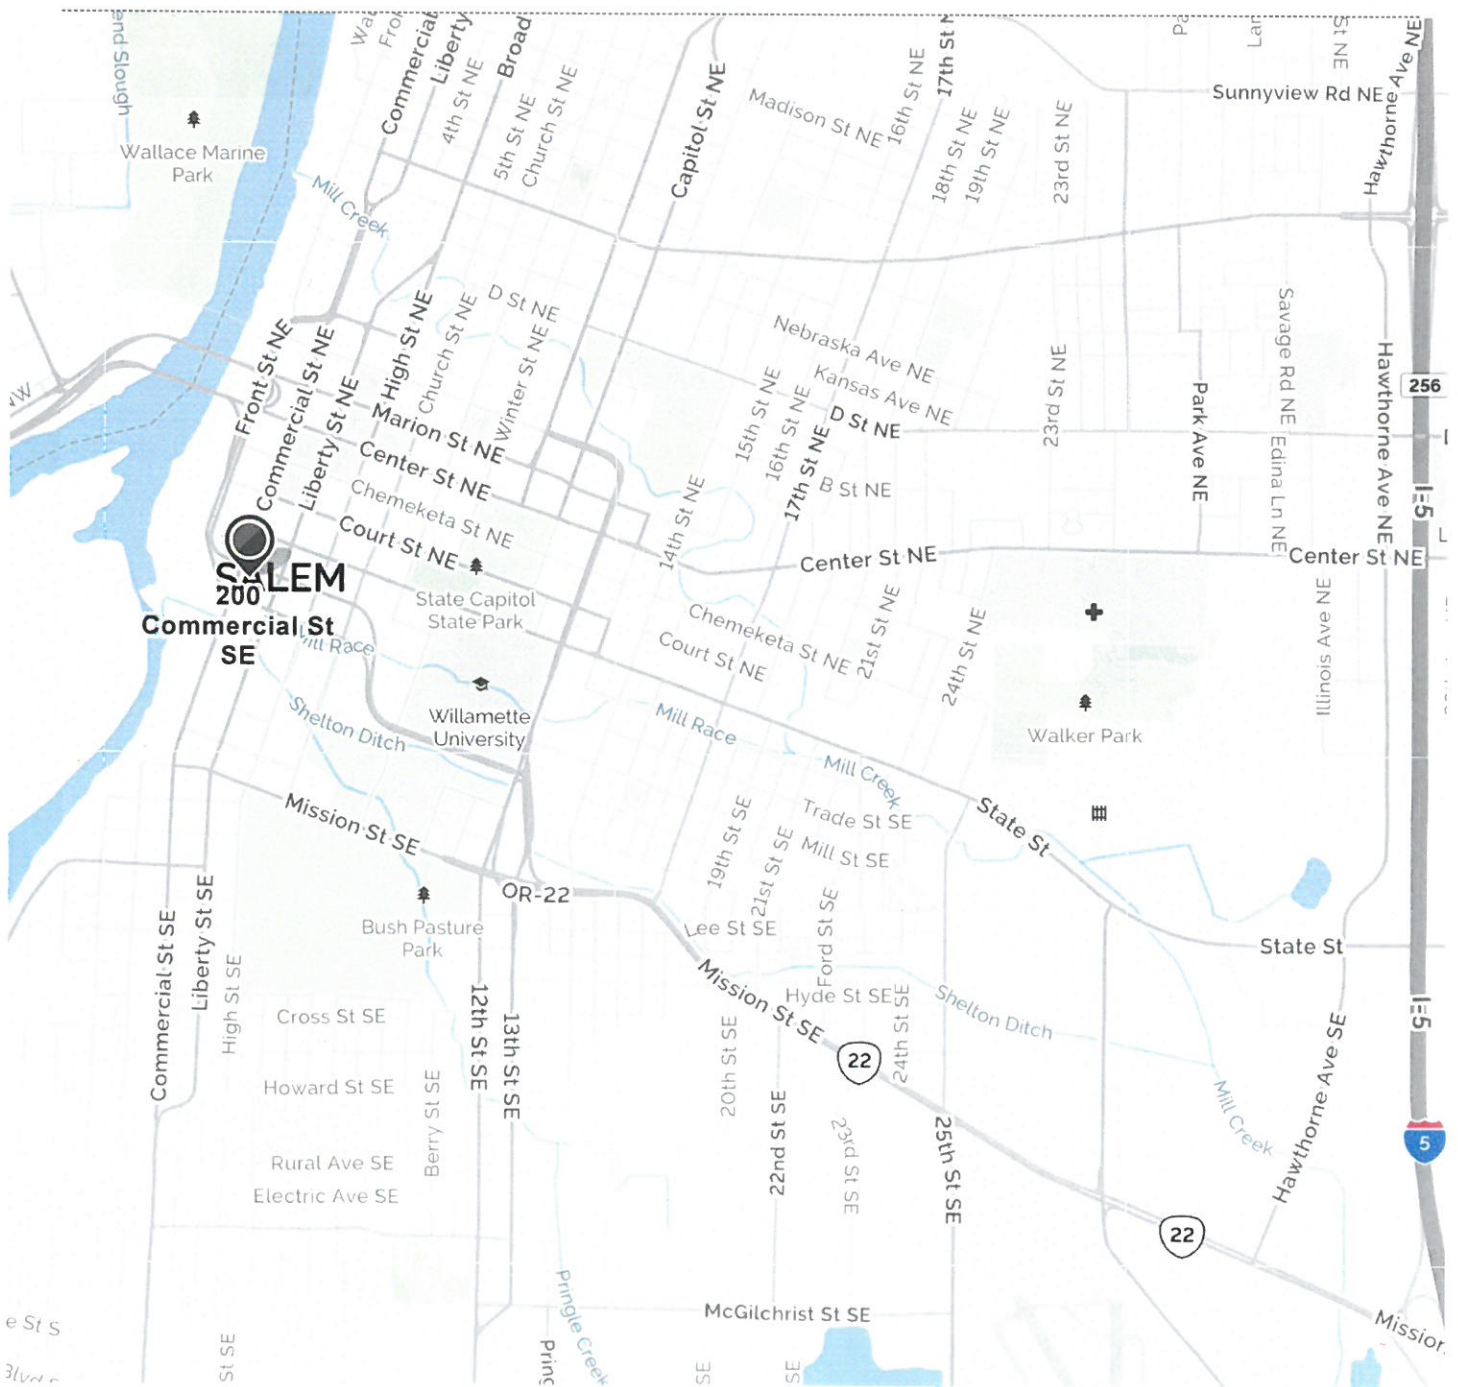 end Slough
Commercial
Liberty
Broad
4th St NE
5th St NE
Church St NE
Capitol St NE
Madison St NE
16th St NE
17th St N
18th St NE
19th St NE
23rd St NE
Sunnyview Rd NE
Hawthorne Ave NE
St NE
Wallace Marine
Park
Mill Creek
D St NE
Front St NE
Commercial St NE
Liberty St NE
High St NE
Church St NE
Winter St NE
Marion St NE
Center St NE
Chemeketa St NE
Court St NE
Nebraska Ave NE
Kansas Ave NE
D St NE
15th St NE
16th St NE
17th St NE
B St NE
14th St NE
23rd St NE
Park Ave NE
Savage Rd NE
Edina Ln NE
Hawthorne Ave NE
256
I-5
Center St NE
Center St NE
SALEM
200
Commercial St
SE
State Capitol
State Park
Chemeketa St NE
Court St NE
21st St NE
24th St NE
Illinois Ave NE
Mill Race
Shelton Ditch
Willamette
University
Mill Race
Mill Creek
Walker Park
Mission St SE
Trade St SE
Mill St SE
19th St SE
21st St SE
State St
OR-22
Bush Pasture
Park
Lee St SE
Ford St SE
State St
Commercial St SE
Liberty St SE
High St SE
12th St SE
13th St SE
Mission St SE
Hyde St SE
24th St SE
Shelton Ditch
I-5
Cross St SE
Howard St SE
Berry St SE
20th St SE
22nd St SE
22
23rd St SE
25th St SE
Mill Creek
Hawthorne Ave SE
5
Rural Ave SE
Electric Ave SE
22
Pringle Creek
McGilchrist St SE
Mission
e St S
St SE
Pring
SE
SE